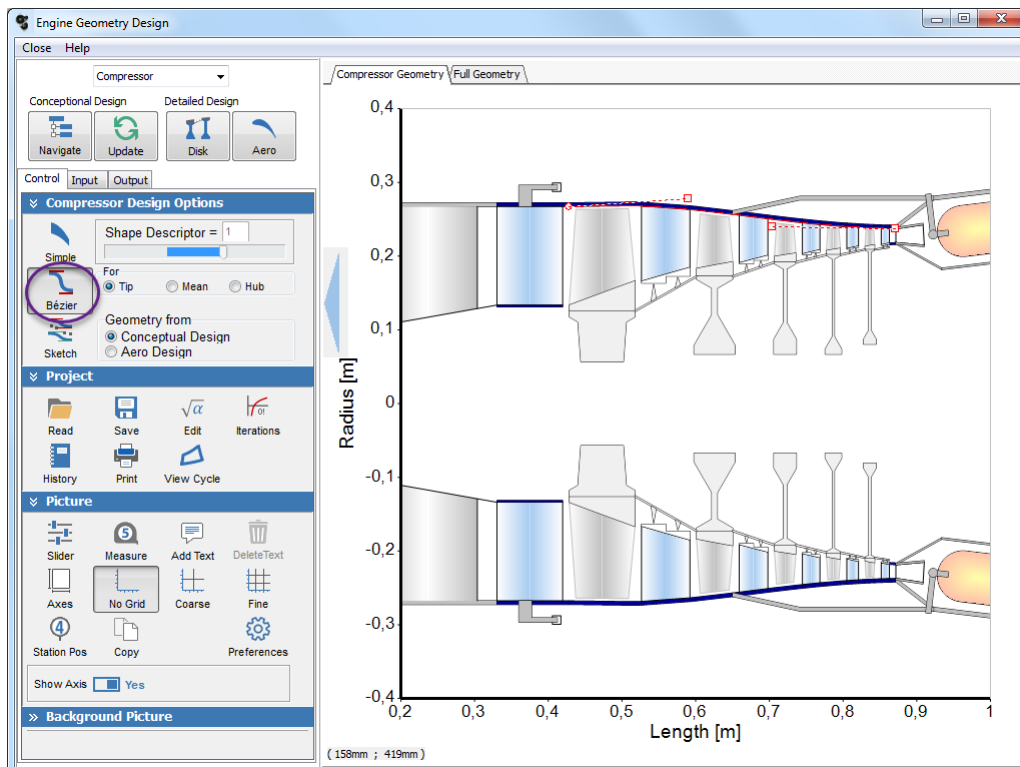 Engine Geometry Design
Close Help
Compressor
Conceptional Design Detailed Design
Navigate Update Disk Aero
Control Input Output
Compressor Design Options
Simple
Shape Descriptor = 1
Bézier
For
Tip Mean Hub
Sketch
Geometry from
Conceptual Design
Aero Design
Project
Read Save √α Edit 0! Iterations
History Print View Cycle
Picture
Slider 5 Measure Add Text DeleteText
Axes No Grid Coarse Fine
4 Station Pos Copy Preferences
Show Axis Yes
Background Picture
Compressor Geometry Full Geometry
0,4
0,3
0,2
0,1
0
-0,1
-0,2
-0,3
-0,4
Radius [m]
0,2 0,3 0,4 0,5 0,6 0,7 0,8 0,9 1
Length [m]
( 158mm ; 419mm )